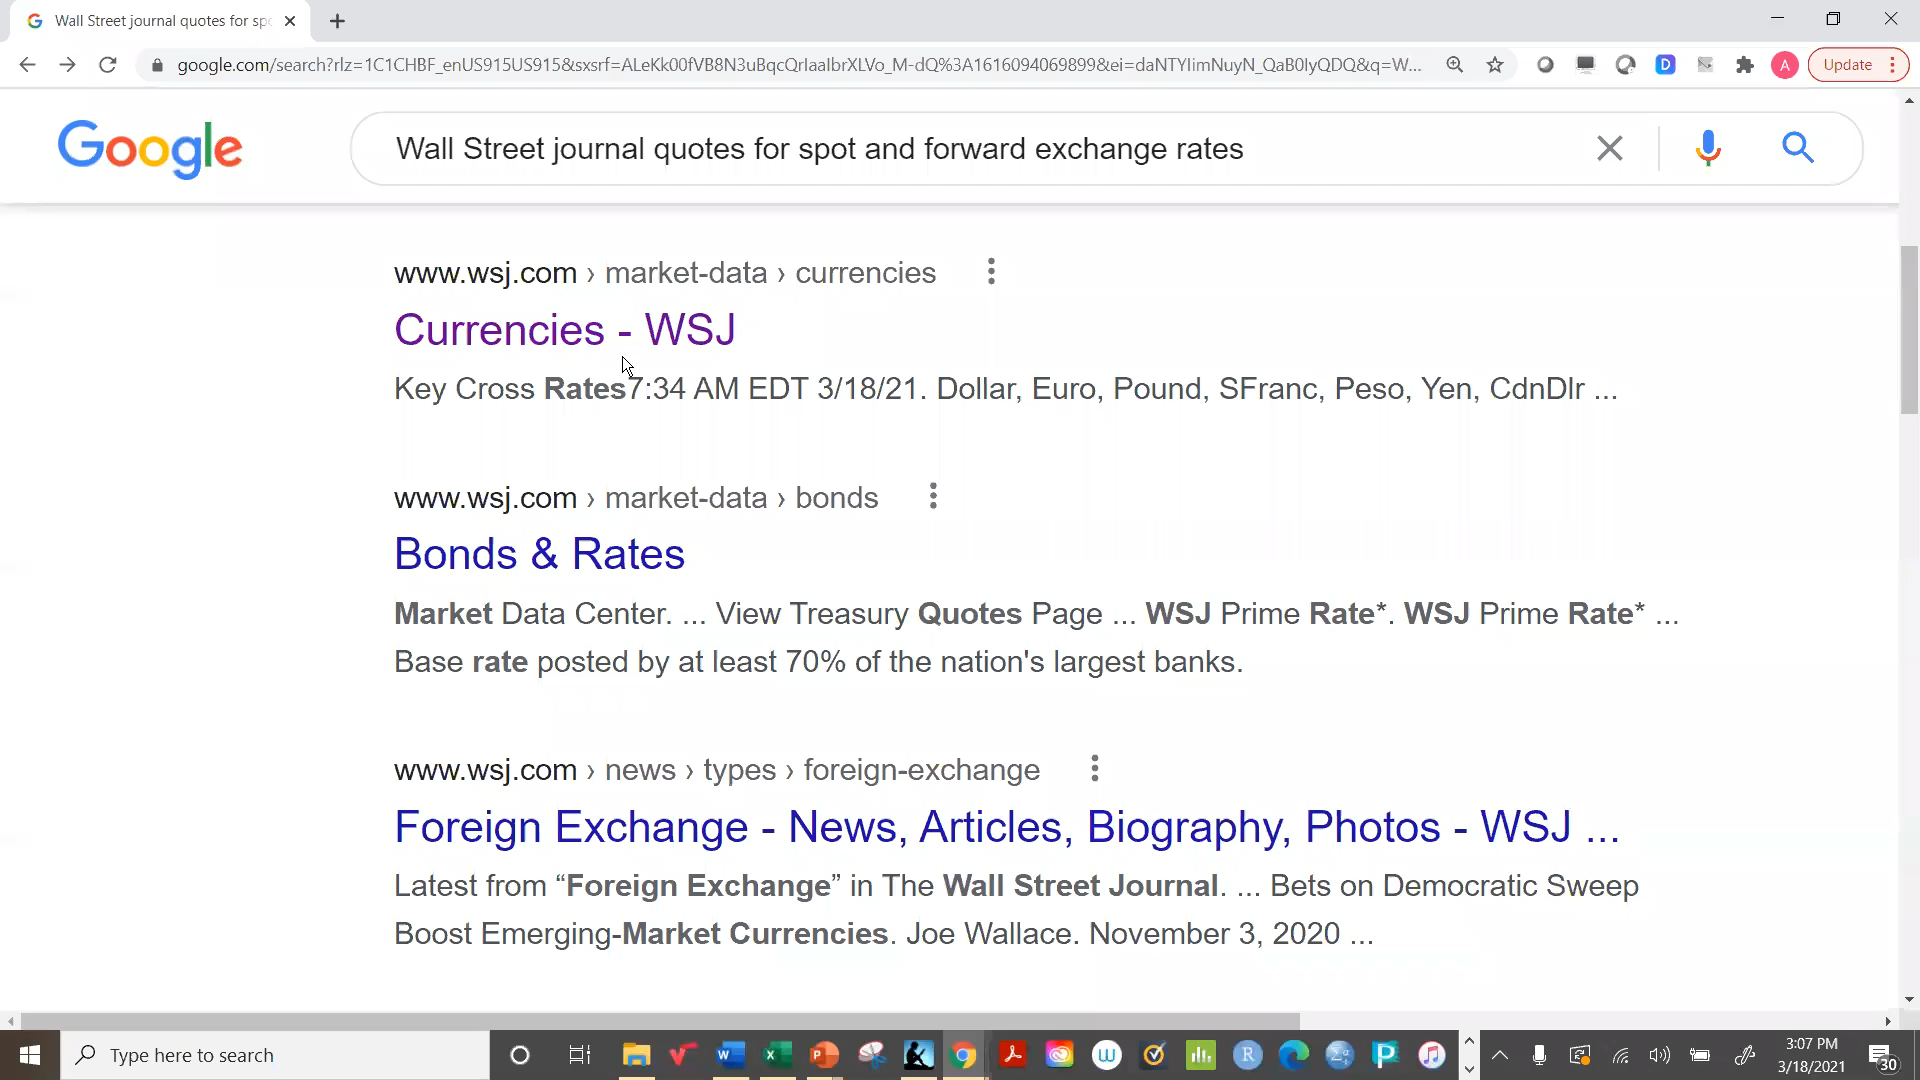 Wall Street journal quotes for spo
google.com/search?rlz=1C1CHBF_enUS915US915&sxsrf=ALeKk00fVB8N3uBqcQrIaaIbrXLVo_M-dQ%3A1616094069899&ei=daNTYIimNuyN_QaB0IyQDQ&q=W...
D
A
Update
Google
Wall Street journal quotes for spot and forward exchange rates
www.wsj.com › market-data › currencies
Currencies - WSJ
Key Cross Rates7:34 AM EDT 3/18/21. Dollar, Euro, Pound, SFranc, Peso, Yen, CdnDlr ...
www.wsj.com › market-data › bonds
Bonds & Rates
Market Data Center. ... View Treasury Quotes Page ... WSJ Prime Rate*. WSJ Prime Rate* ...
Base rate posted by at least 70% of the nation's largest banks.
www.wsj.com › news › types › foreign-exchange
Foreign Exchange - News, Articles, Biography, Photos - WSJ ...
Latest from “Foreign Exchange” in The Wall Street Journal. ... Bets on Democratic Sweep
Boost Emerging-Market Currencies. Joe Wallace. November 3, 2020 ...
Type here to search
3:07 PM
3/18/2021
30